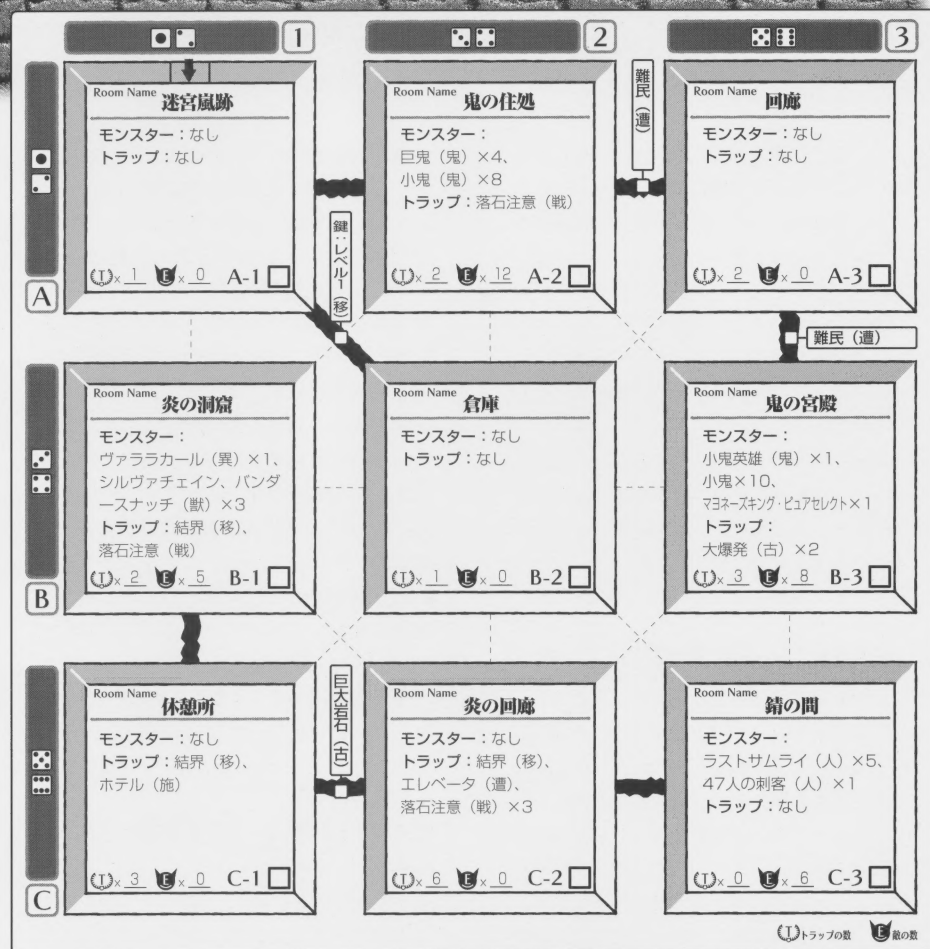 1
2
3
A
B
C
Room Name 迷宮嵐跡
モンスター：なし
トラップ：なし
T× 1 E× 0 A-1
Room Name 鬼の住処
モンスター：
巨鬼（鬼）×4、
小鬼（鬼）×8
トラップ：落石注意（戦）
T× 2 E× 12 A-2
難民（遭）
Room Name 回廊
モンスター：なし
トラップ：なし
T× 2 E× 0 A-3
鍵：レベル1（移）
難民（遭）
Room Name 炎の洞窟
モンスター：
ヴァララカール（異）×1、
シルヴァチェイン、バンダ
ースナッチ（獣）×3
トラップ：結界（移）、
落石注意（戦）
T× 2 E× 5 B-1
Room Name 倉庫
モンスター：なし
トラップ：なし
T× 1 E× 0 B-2
Room Name 鬼の宮殿
モンスター：
小鬼英雄（鬼）×1、
小鬼×10、
マヨネーズキング・ピュアセレクト×1
トラップ：
大爆発（古）×2
T× 3 E× 8 B-3
Room Name 休憩所
モンスター：なし
トラップ：結界（移）、
ホテル（施）
T× 3 E× 0 C-1
巨大岩石（古）
Room Name 炎の回廊
モンスター：なし
トラップ：結界（移）、
エレベータ（遭）、
落石注意（戦）×3
T× 6 E× 0 C-2
Room Name 錆の間
モンスター：
ラストサムライ（人）×5、
47人の刺客（人）×1
トラップ：なし
T× 0 E× 6 C-3
Tトラップの数 E敵の数